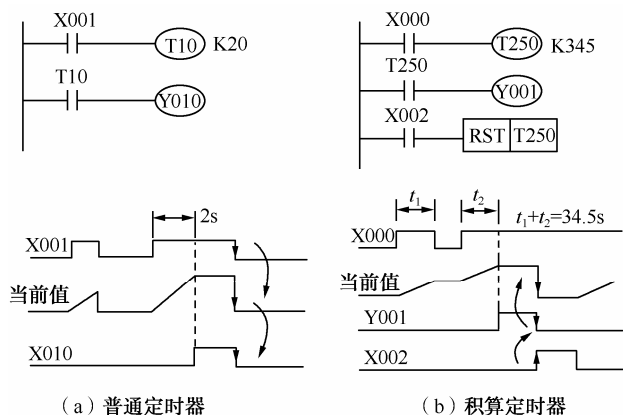 X001
T10 K20
T10
Y010
2s
X001
当前值
X010
(a)普通定时器
X000
T250 K345
T250
Y001
X002
RST T250
t₁ t₂ t₁+t₂=34.5s
X000
当前值
Y001
X002
(b)积算定时器